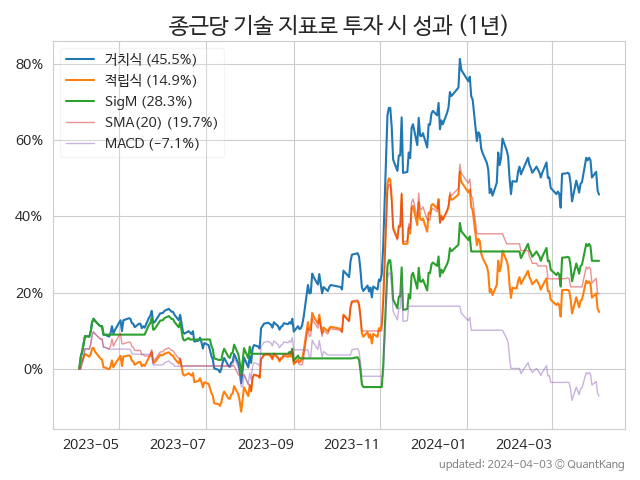 종근당 기술 지표로 투자 시 성과 (1년)
거치식 (45.5%)
적립식 (14.9%)
SigM (28.3%)
SMA(20) (19.7%)
MACD (−7.1%)
80%
60%
40%
20%
0%
2023-05 2023-07 2023-09 2023-11 2024-01 2024-03
updated: 2024-04-03 © QuantKang